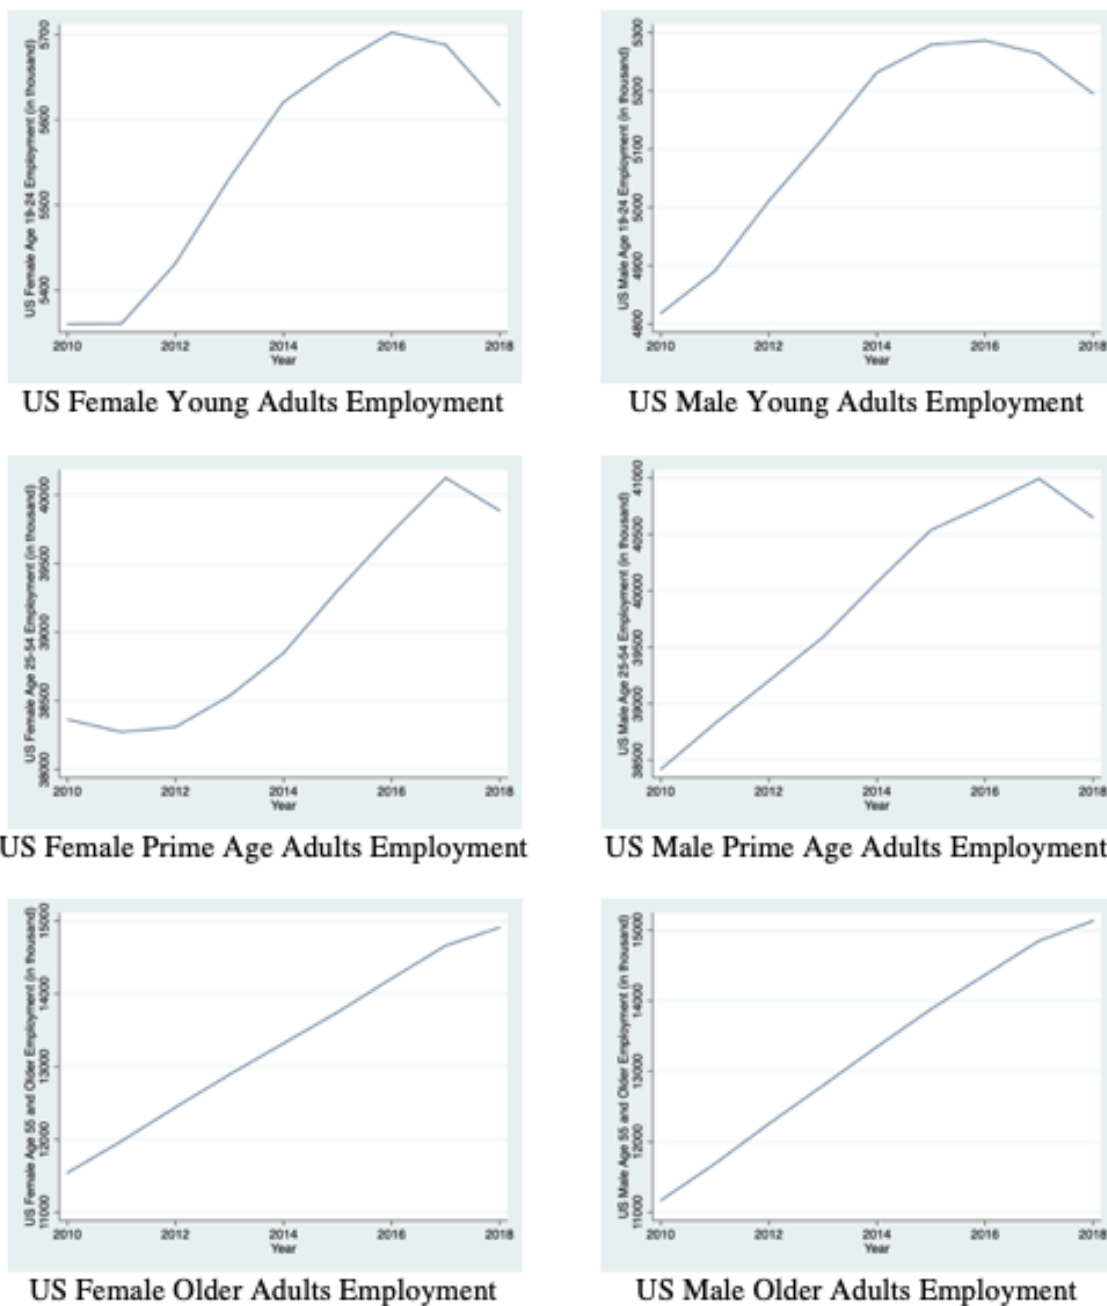 US Female Age 19-24 Employment (in thousand)
5700
5600
5500
5400
2010 2012 2014 2016 2018
Year
US Female Young Adults Employment
US Male Age 19-24 Employment (in thousand)
5300
5200
5100
5000
4900
4800
2010 2012 2014 2016 2018
Year
US Male Young Adults Employment
US Female Age 25-54 Employment (in thousand)
40000
39500
39000
38500
38000
2010 2012 2014 2016 2018
Year
US Female Prime Age Adults Employment
US Male Age 25-54 Employment (in thousand)
41000
40500
40000
39500
39000
38500
2010 2012 2014 2016 2018
Year
US Male Prime Age Adults Employment
US Female Age 55 and Older Employment (in thousand)
15000
14000
13000
12000
11000
2010 2012 2014 2016 2018
Year
US Female Older Adults Employment
US Male Age 55 and Older Employment (in thousand)
15000
14000
13000
12000
11000
2010 2012 2014 2016 2018
Year
US Male Older Adults Employment